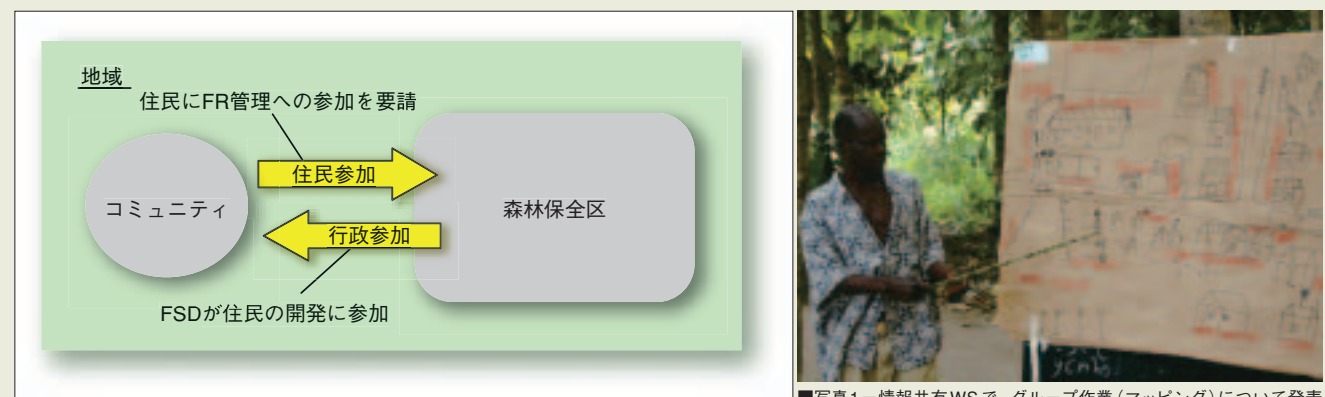 地域
住民にFR管理への参加を要請
住民参加
コミュニティ
森林保全区
行政参加
FSDが住民の開発に参加
■写真1―情報共有WSで、グループ作業(マッピング)について発表